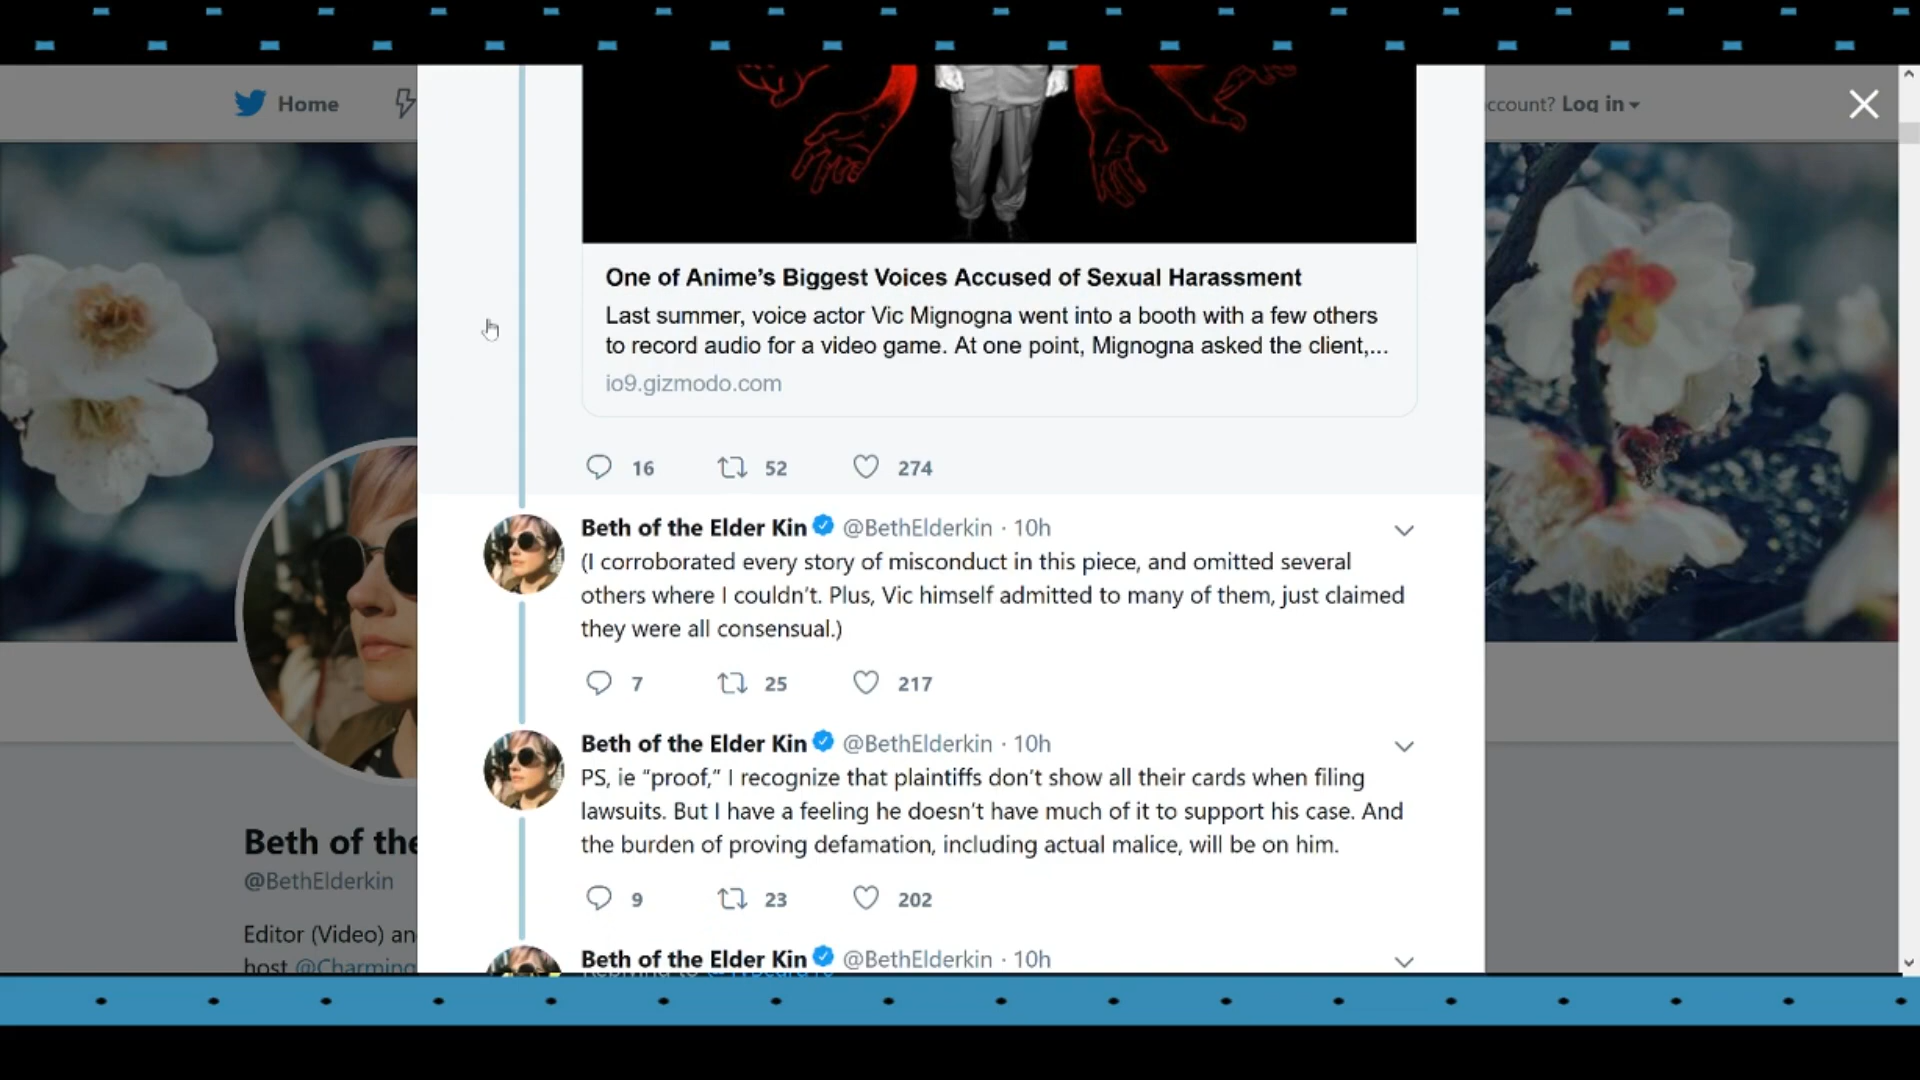 Home
ccount? Log in
One of Anime’s Biggest Voices Accused of Sexual Harassment
Last summer, voice actor Vic Mignogna went into a booth with a few others
to record audio for a video game. At one point, Mignogna asked the client,...
io9.gizmodo.com
16 52 274
Beth of the Elder Kin @BethElderkin · 10h
(I corroborated every story of misconduct in this piece, and omitted several
others where I couldn’t. Plus, Vic himself admitted to many of them, just claimed
they were all consensual.)
7 25 217
Beth of the Elder Kin @BethElderkin · 10h
PS, ie “proof,” I recognize that plaintiffs don’t show all their cards when filing
lawsuits. But I have a feeling he doesn’t have much of it to support his case. And
the burden of proving defamation, including actual malice, will be on him.
9 23 202
Beth of the Elder Kin @BethElderkin · 10h
Beth of the
@BethElderkin
Editor (Video) an
host @Charming